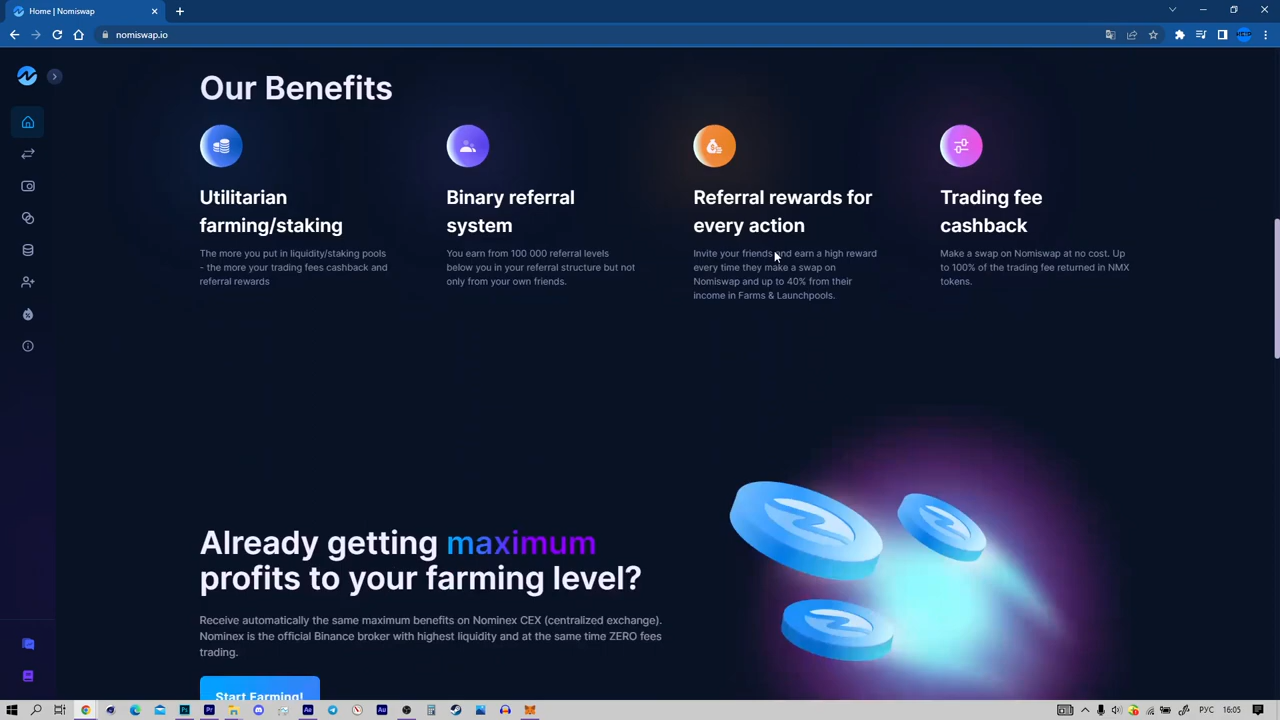 Home | Nomiswap
nomiswap.io
Our Benefits
Utilitarian
farming/staking
The more you put in liquidity/staking pools
- the more your trading fees cashback and
referral rewards
Binary referral
system
You earn from 100 000 referral levels
below you in your referral structure but not
only from your own friends.
Referral rewards for
every action
Invite your friends and earn a high reward
every time they make a swap on
Nomiswap and up to 40% from their
income in Farms & Launchpools.
Trading fee
cashback
Make a swap on Nomiswap at no cost. Up
to 100% of the trading fee returned in NMX
tokens.
Already getting maximum
profits to your farming level?
Receive automatically the same maximum benefits on Nominex CEX (centralized exchange).
Nominex is the official Binance broker with highest liquidity and at the same time ZERO fees
trading.
Start Farming!
Ps
Pr
Ae
Au
РУС
16:05